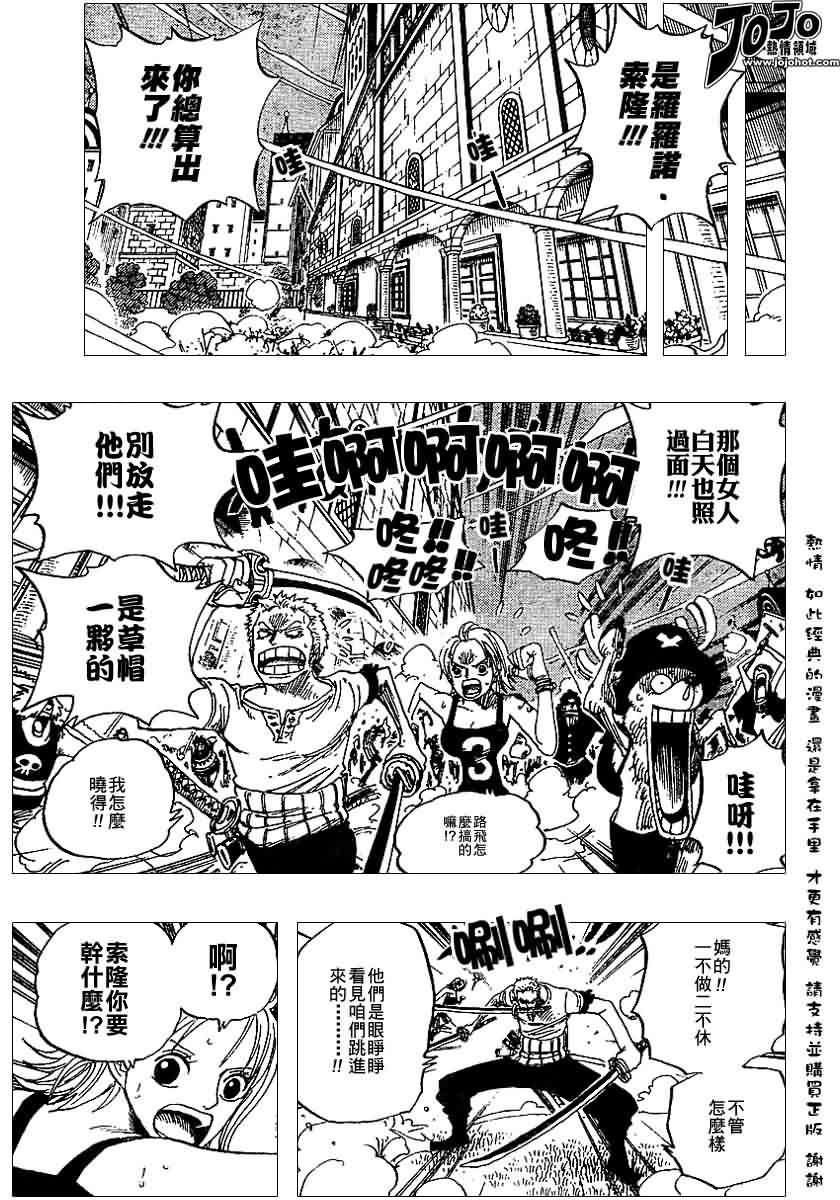 JOJO
熱情領域
www.jojohot.com
是羅羅諾·
索隆!!!
哇
哇
你總算出
來了!!!
那個女人
白天也照
過面!!!
哇啊啊啊啊
咚!!
咚!!
咚咚!!
哇
哇
別放走
他們!!!
是草帽
一夥的
哇呀!!!
路飛怎
麼搞的
嘛!?
我怎麼
曉得!!
媽的!!
一不做二不休
不管
怎麼樣
唰唰...
他們是眼睜睜
看見咱們跳進
來的………!!
啊!?
索隆你要
幹什麼!?
3
熱情 如此經典的漫畫 還是拿在手里 才更有感覺 請支持並購買正版 謝謝